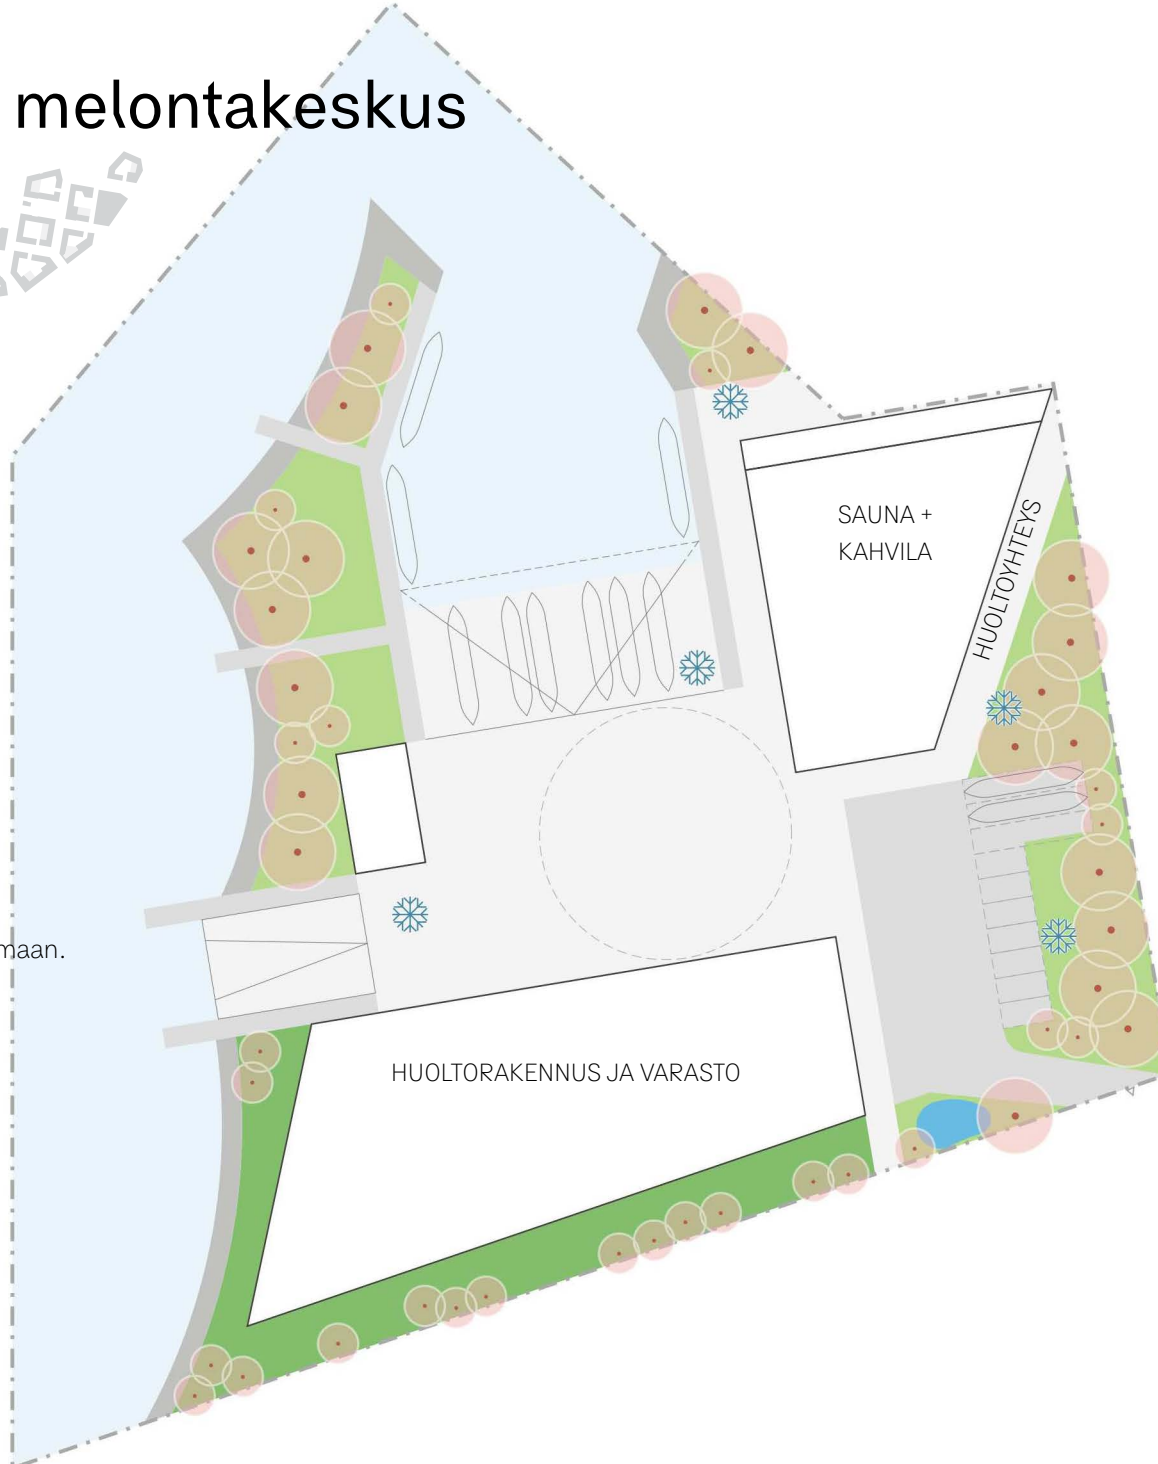 melontakeskus
SAUNA +
KAHVILA
HUOLTOYHTEYS
maan.
HUOLTORAKENNUS JA VARASTO